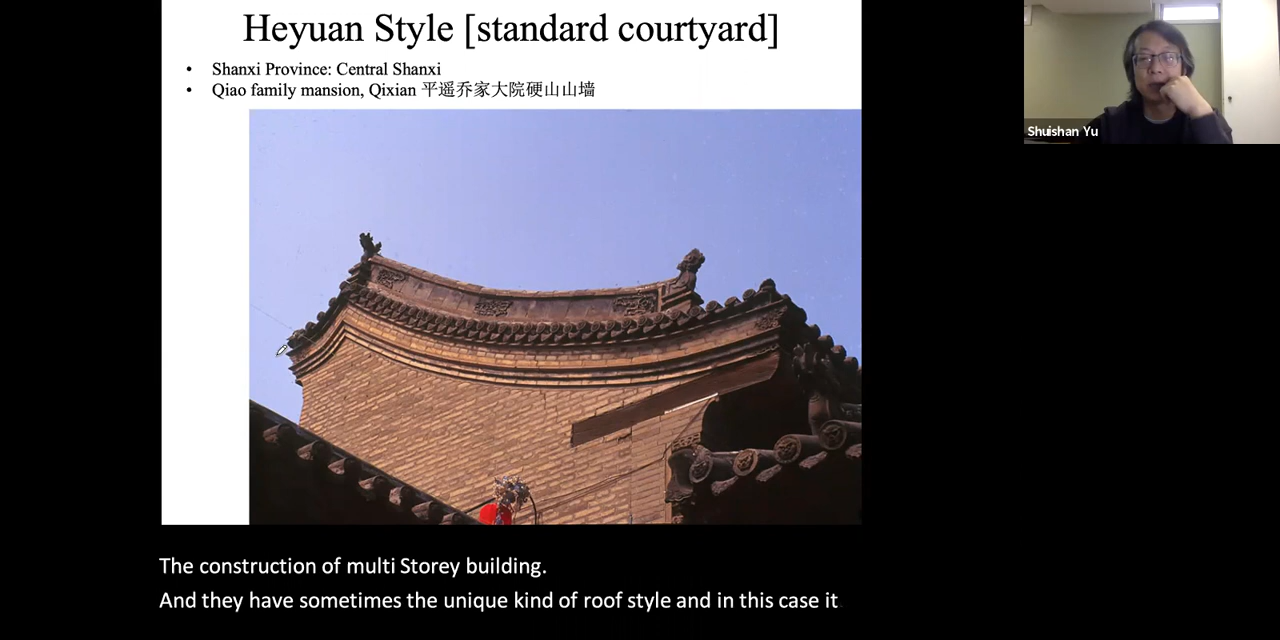 Heyuan Style [standard courtyard]
• Shanxi Province: Central Shanxi
• Qiao family mansion, Qixian 平遥乔家大院硬山山墙
Shuishan Yu
The construction of multi Storey building.
And they have sometimes the unique kind of roof style and in this case it